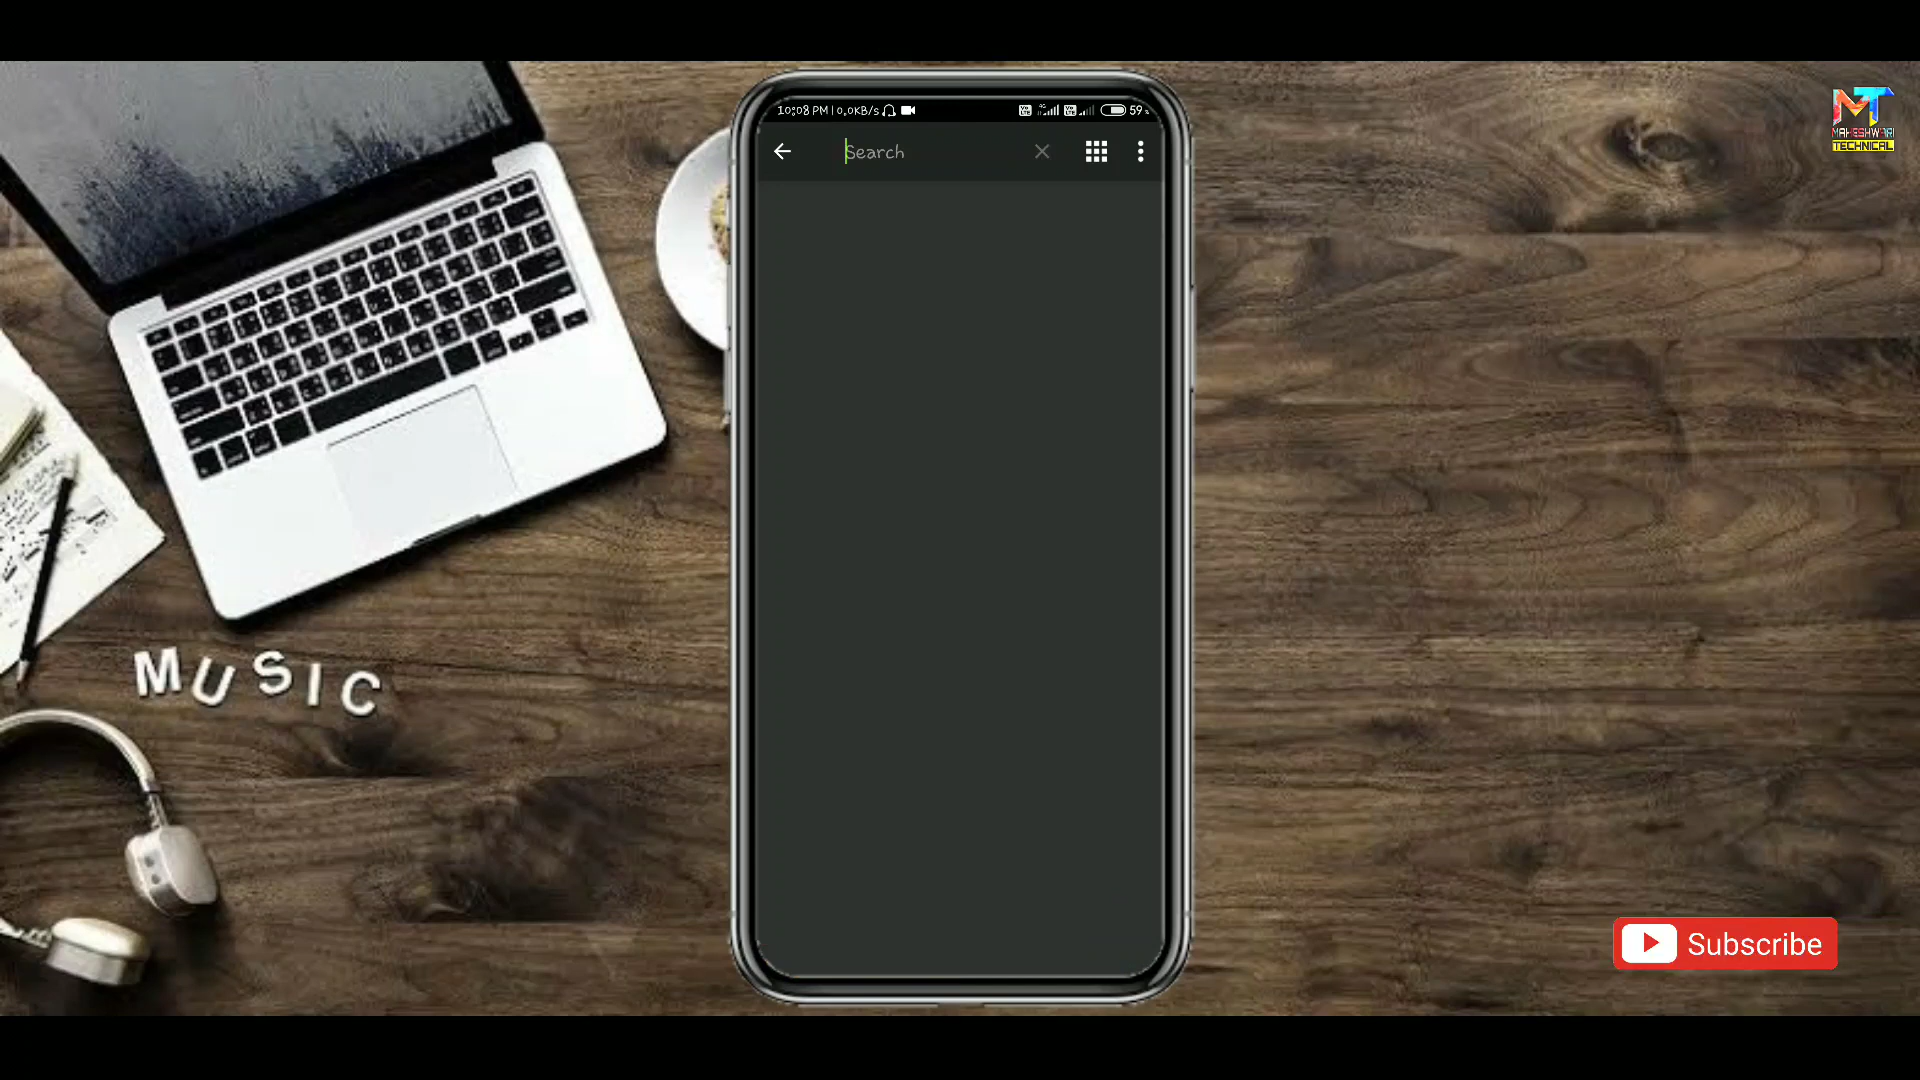 10:08 PM | 0.0KB/s
59
Search
MAHESHWARI
TECHNICAL
MUSIC
Subscribe